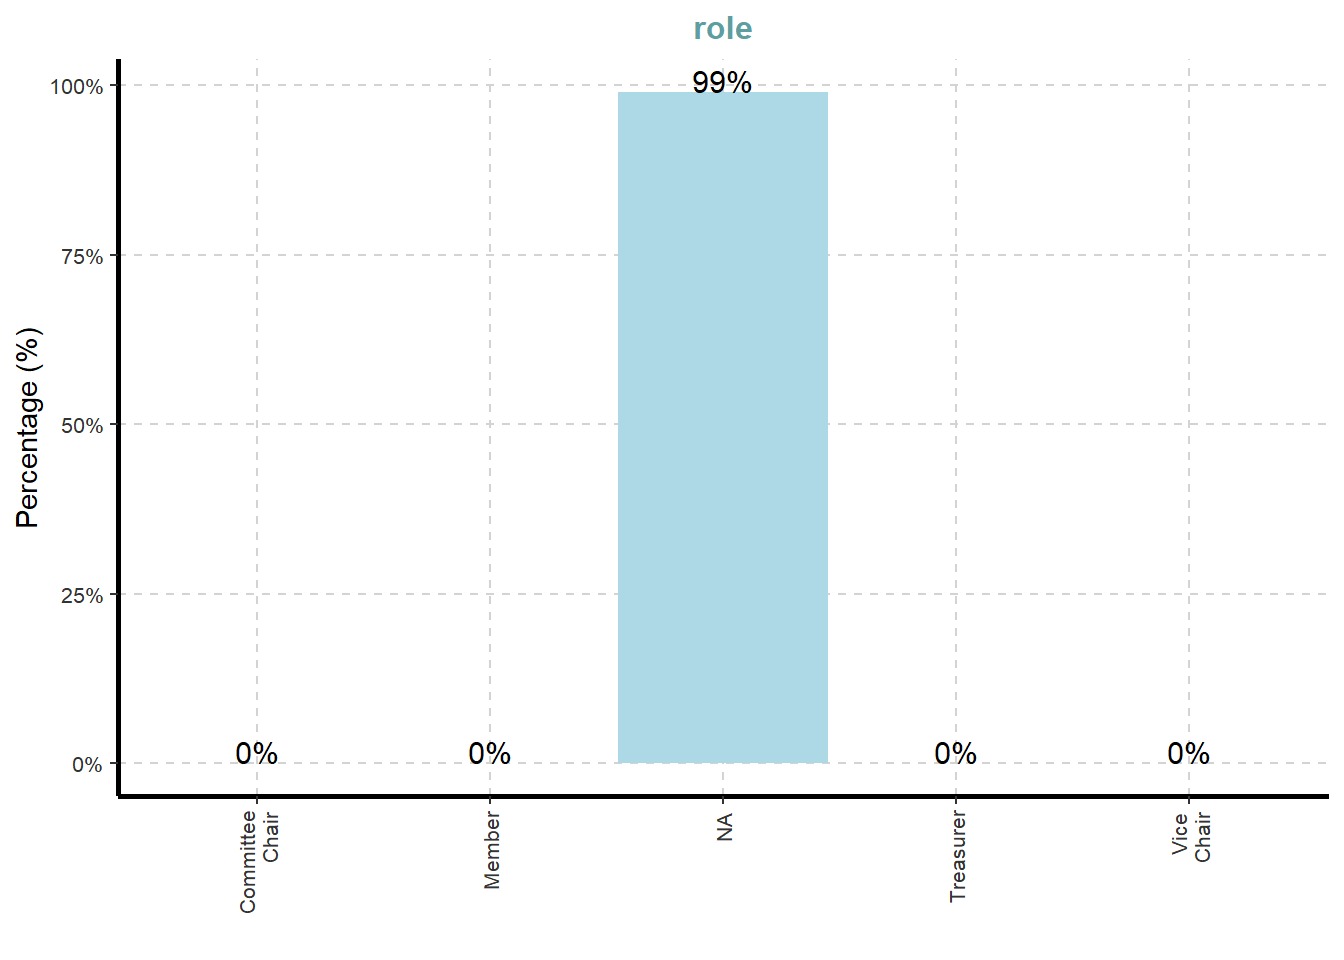 role
99%
100%
75%
50%
25%
0%
Percentage (%)
0%
0%
0%
0%
Committee
Chair
Member
NA
Treasurer
Vice
Chair